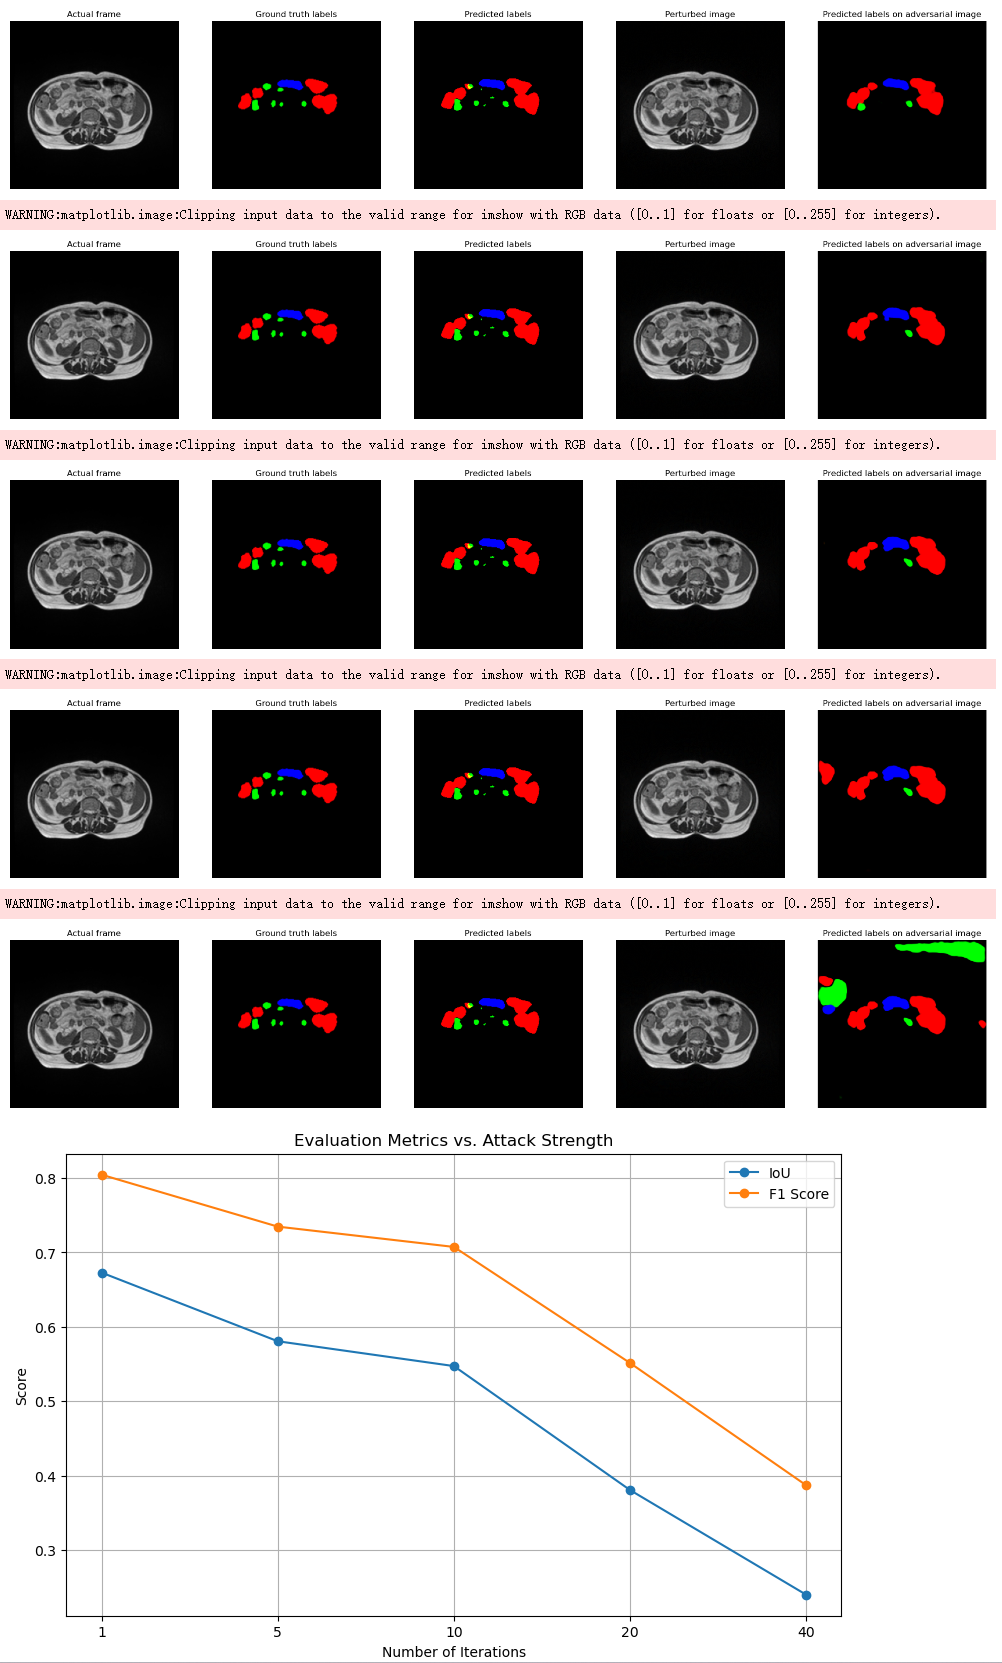 Actual frame Ground truth labels Predicted labels Perturbed image Predicted labels on adversarial image
WARNING:matplotlib.image:Clipping input data to the valid range for imshow with RGB data ([0..1] for floats or [0..255] for integers).
Actual frame Ground truth labels Predicted labels Perturbed image Predicted labels on adversarial image
WARNING:matplotlib.image:Clipping input data to the valid range for imshow with RGB data ([0..1] for floats or [0..255] for integers).
Actual frame Ground truth labels Predicted labels Perturbed image Predicted labels on adversarial image
WARNING:matplotlib.image:Clipping input data to the valid range for imshow with RGB data ([0..1] for floats or [0..255] for integers).
Actual frame Ground truth labels Predicted labels Perturbed image Predicted labels on adversarial image
WARNING:matplotlib.image:Clipping input data to the valid range for imshow with RGB data ([0..1] for floats or [0..255] for integers).
Actual frame Ground truth labels Predicted labels Perturbed image Predicted labels on adversarial image
Evaluation Metrics vs. Attack Strength
IoU
F1 Score
0.8
0.7
0.6
0.5
0.4
0.3
Score
1 5 10 20 40
Number of Iterations